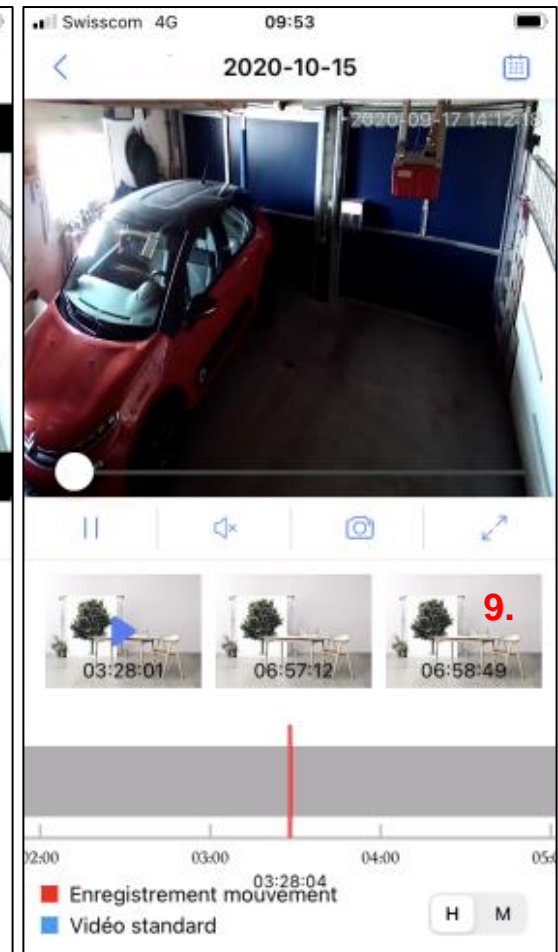 Swisscom 4G 09:53
2020-10-15
2020-09-17 14:12:18
9.
03:28:01 06:57:12 06:58:49
02:00 03:00 04:00
03:28:04
Enregistrement mouvement
Vidéo standard
H M